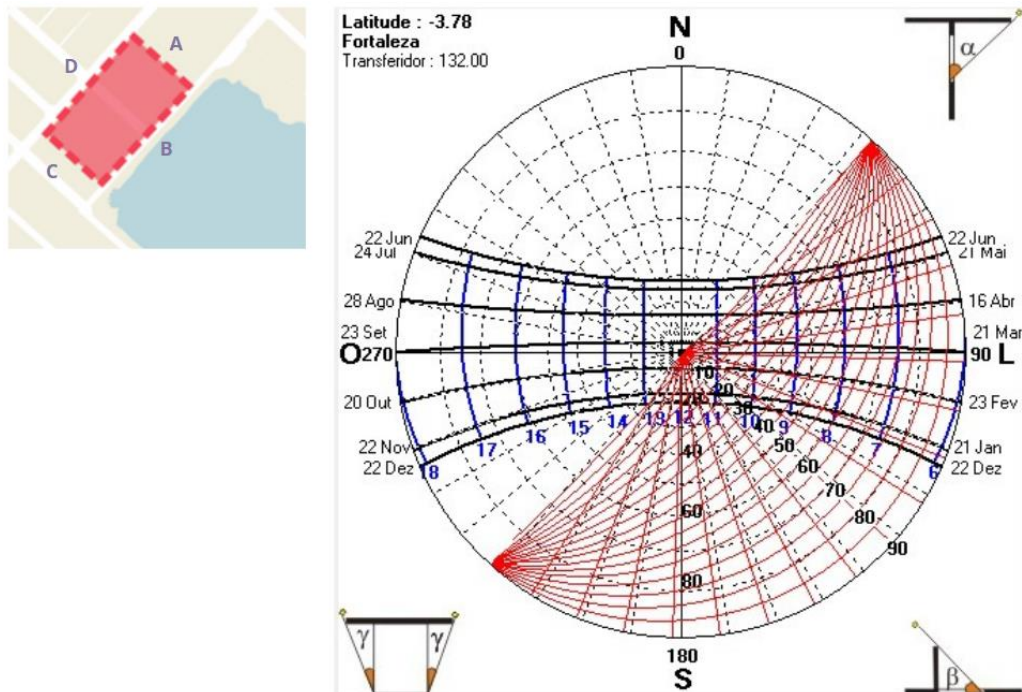 A
D
B
C
Latitude : -3.78
Fortaleza
Transferidor : 132.00
N
0
α
22 Jun
24 Jul
28 Ago
23 Set
O 270
20 Out
22 Nov
22 Dez
22 Jun
21 Mai
16 Abr
21 Mar
90 L
23 Fev
21 Jan
22 Dez
18 17 16 15 14 13 12 11 10 9 8 7 6
10
20
30
40
50
60
70
80
90
40
60
80
180
S
γ γ
β